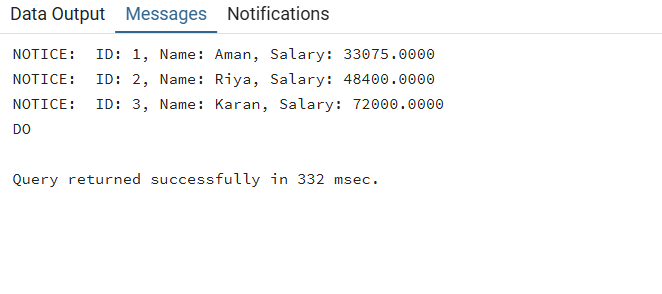 Data Output Messages Notifications
NOTICE:  ID: 1, Name: Aman, Salary: 33075.0000
NOTICE:  ID: 2, Name: Riya, Salary: 48400.0000
NOTICE:  ID: 3, Name: Karan, Salary: 72000.0000
DO
Query returned successfully in 332 msec.